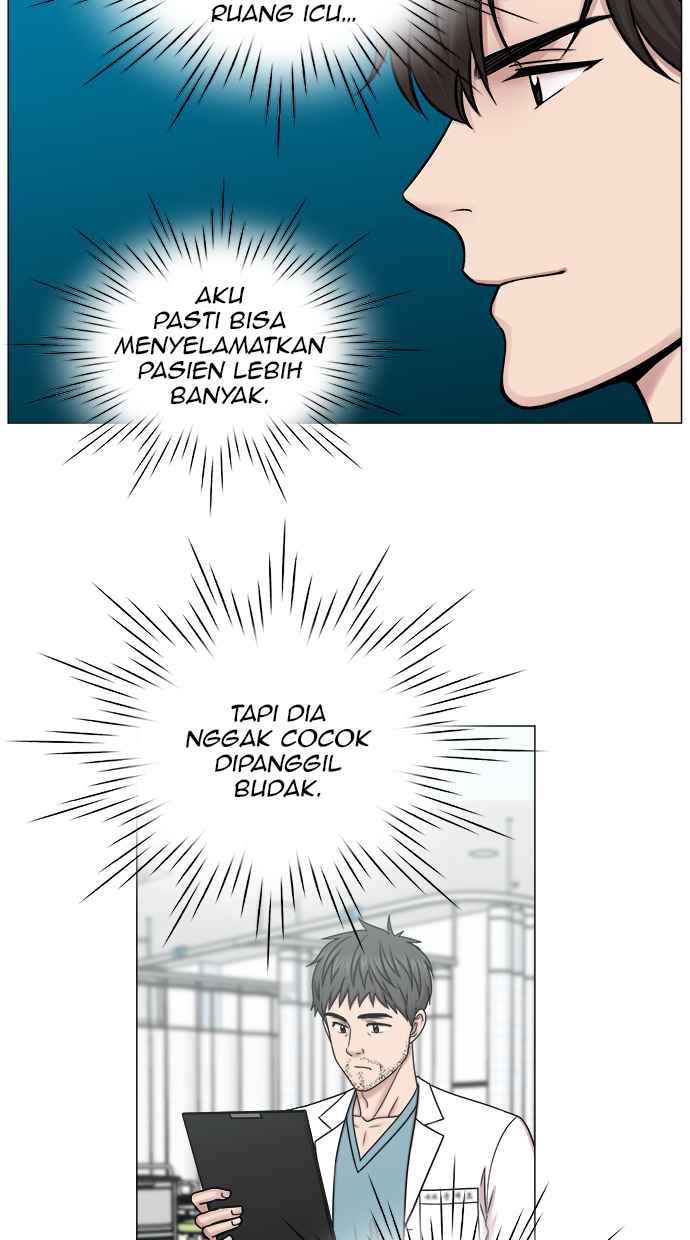 RUANG ICU...
AKU
PASTI BISA
MENYELAMATKAN
PASIEN LEBIH
BANYAK.
TAPI DIA
NGGAK COCOK
DIPANGGIL
BUDAK.